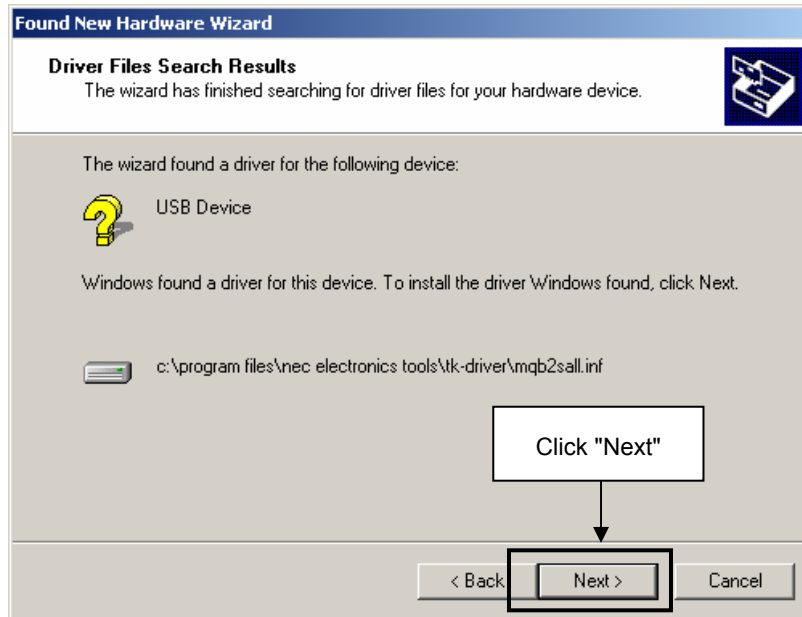 Found New Hardware Wizard
Driver Files Search Results
The wizard has finished searching for driver files for your hardware device.
The wizard found a driver for the following device:
USB Device
Windows found a driver for this device. To install the driver Windows found, click Next.
c:\program files\nec electronics tools\tk-driver\mqb2sall.inf
Click "Next"
< Back
Next >
Cancel